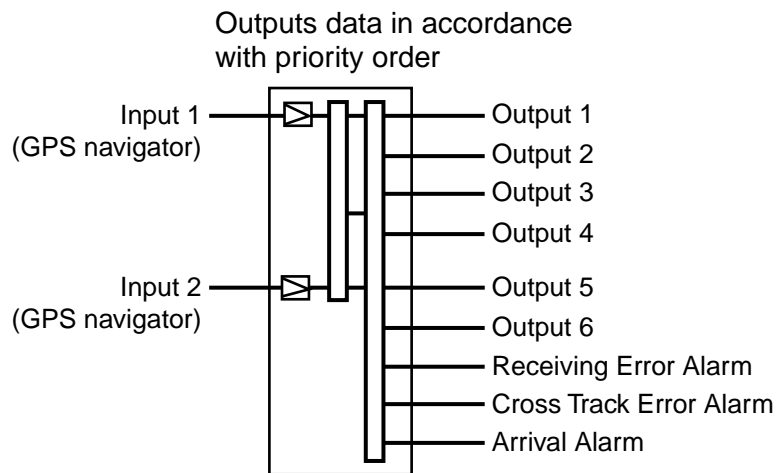 Outputs data in accordance
with priority order
Input 1
(GPS navigator)
Input 2
(GPS navigator)
Output 1
Output 2
Output 3
Output 4
Output 5
Output 6
Receiving Error Alarm
Cross Track Error Alarm
Arrival Alarm